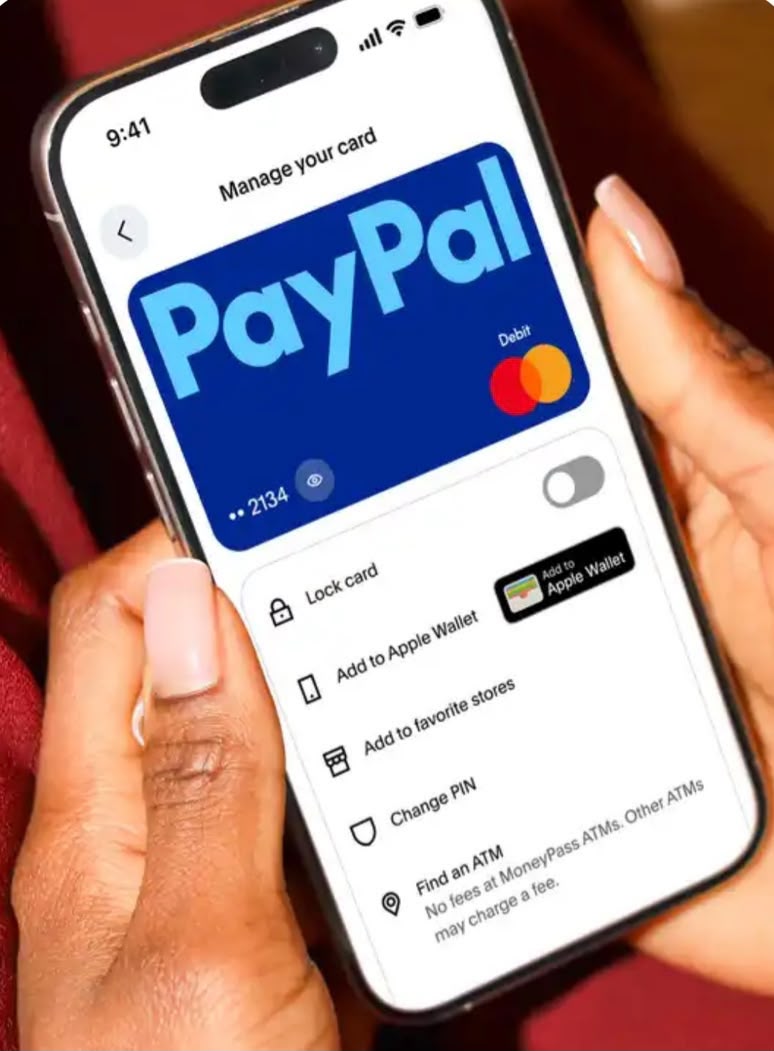 9:41
Manage your card
PayPal
Debit
•• 2134
Lock card
Add to Apple Wallet
Add to
Apple Wallet
Add to favorite stores
Change PIN
Find an ATM
No fees at MoneyPass ATMs. Other ATMs
may charge a fee.